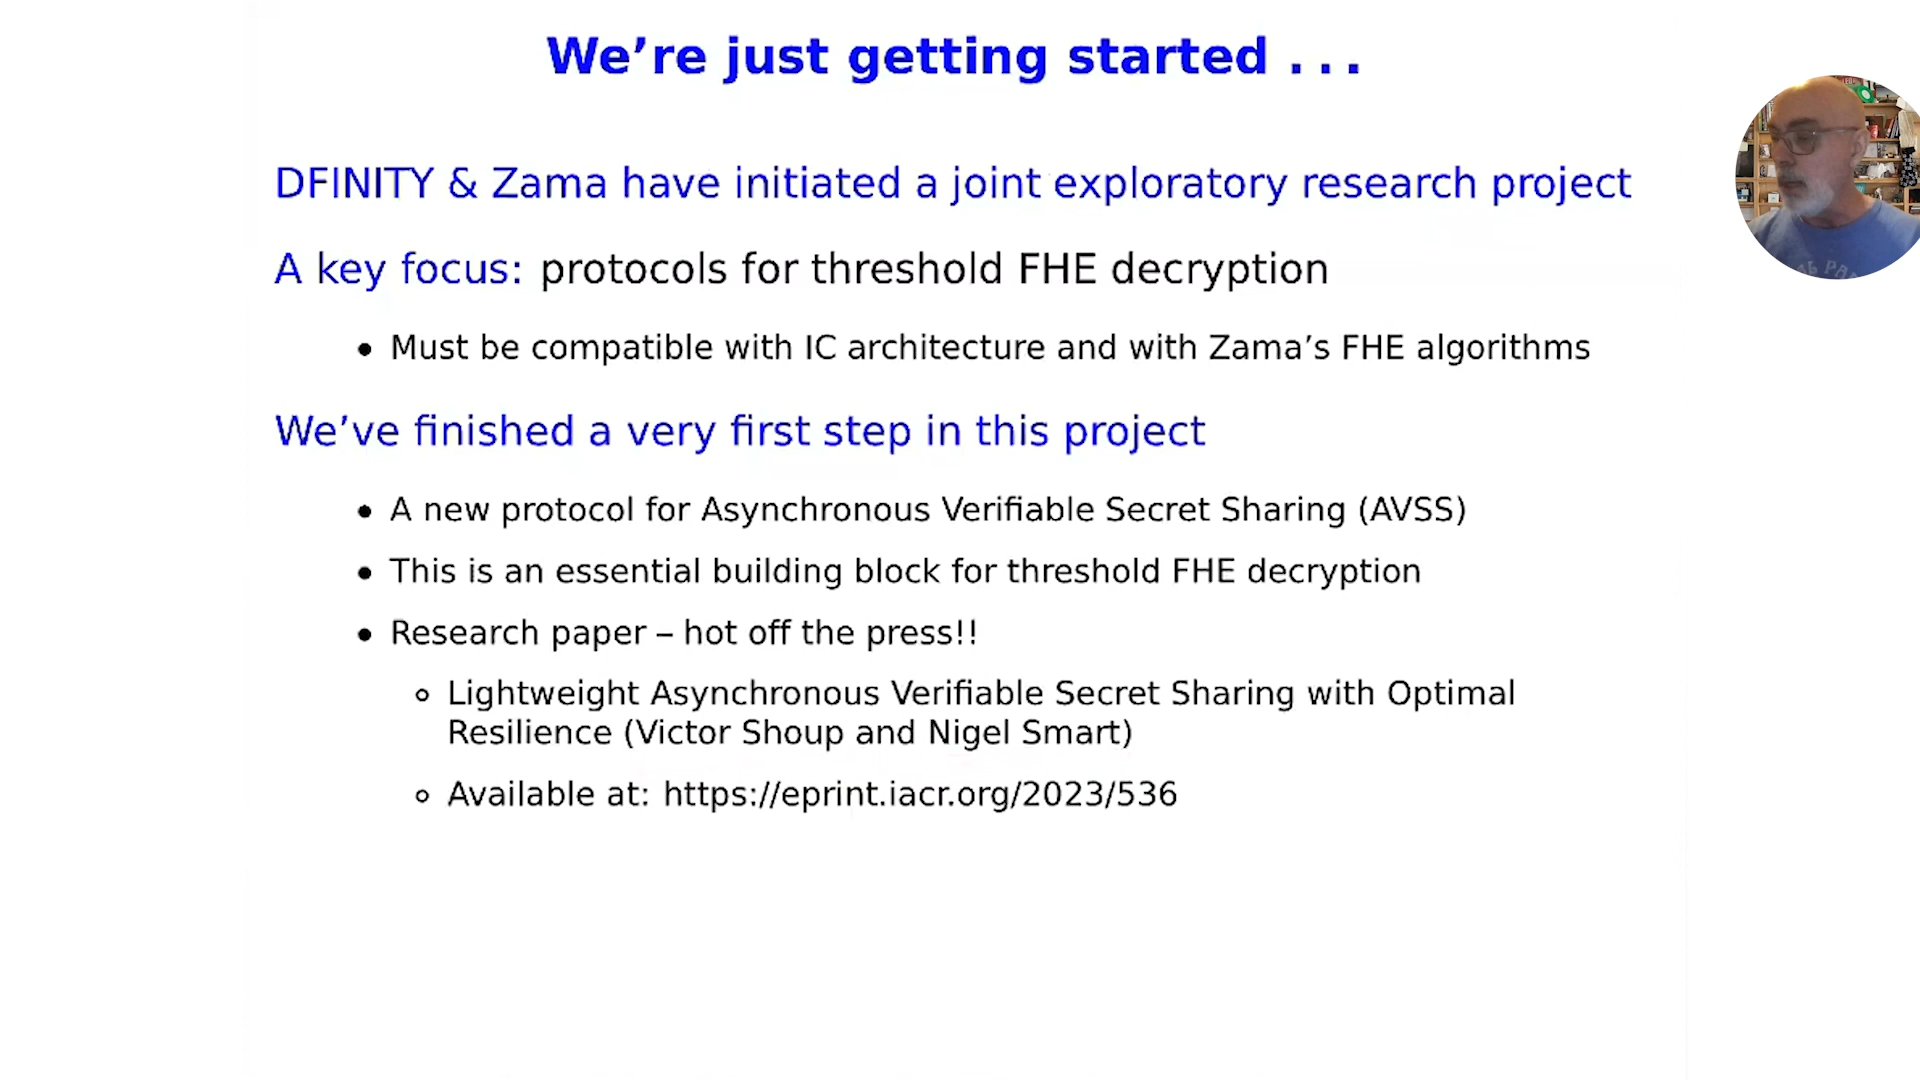 We’re just getting started . . .
DFINITY & Zama have initiated a joint exploratory research project
A key focus: protocols for threshold FHE decryption
• Must be compatible with IC architecture and with Zama’s FHE algorithms
We’ve finished a very first step in this project
• A new protocol for Asynchronous Verifiable Secret Sharing (AVSS)
• This is an essential building block for threshold FHE decryption
• Research paper – hot off the press!!
◦ Lightweight Asynchronous Verifiable Secret Sharing with Optimal
Resilience (Victor Shoup and Nigel Smart)
◦ Available at: https://eprint.iacr.org/2023/536